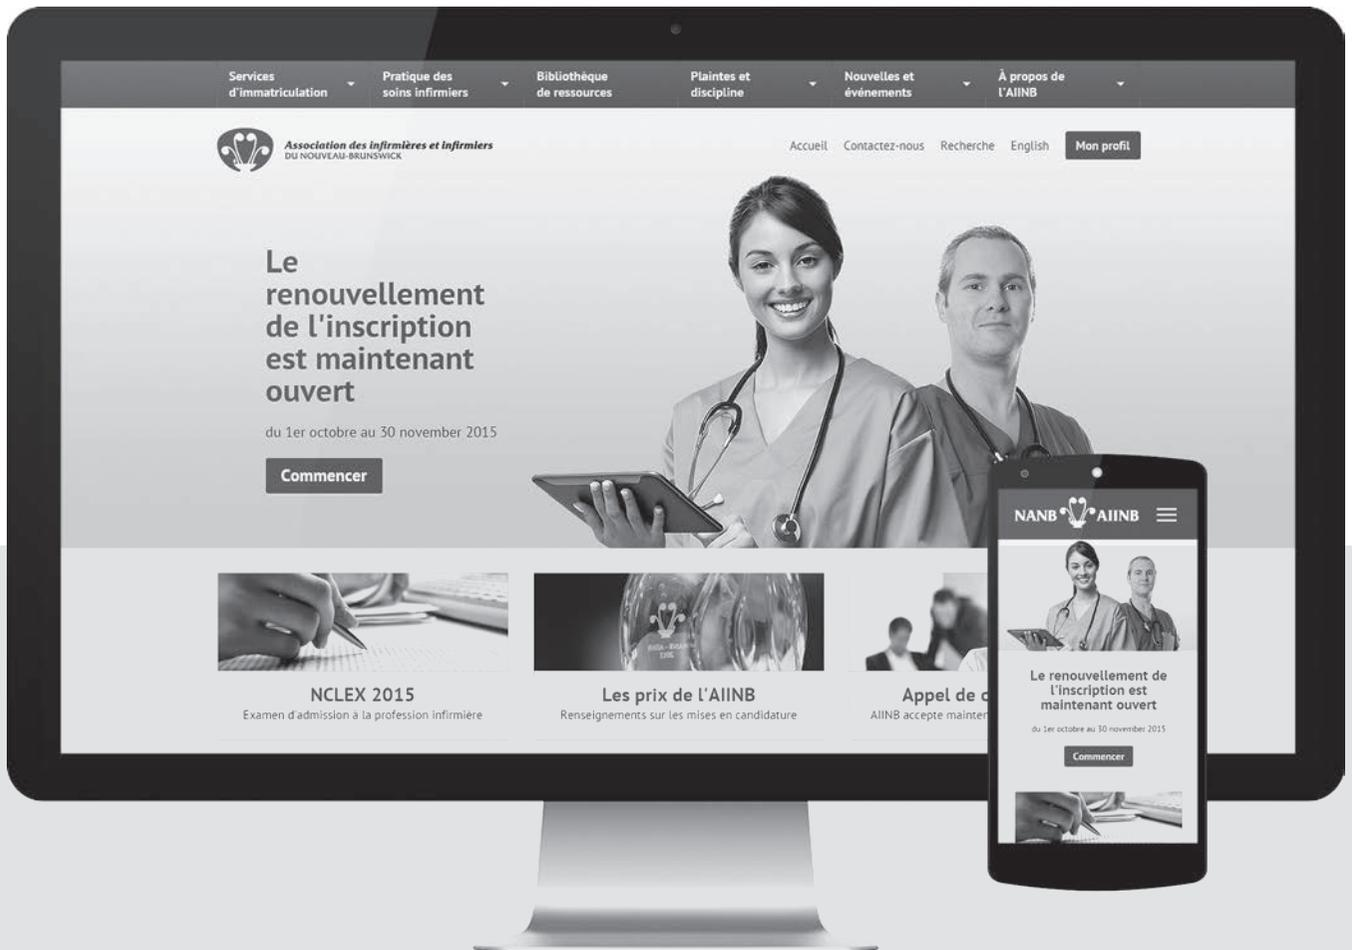 Services
d'immatriculation
Pratique des
soins infirmiers
Bibliothèque
de ressources
Plaintes et
discipline
Nouvelles et
événements
À propos de
l'AIINB
Association des infirmières et infirmiers
DU NOUVEAU-BRUNSWICK
Accueil Contactez-nous Recherche English Mon profil
Le
renouvellement
de l'inscription
est maintenant
ouvert
du 1er octobre au 30 november 2015
Commencer
NCLEX 2015
Examen d'admission à la profession infirmière
Les prix de l'AIINB
Renseignements sur les mises en candidature
Appel de
AIINB accepte
NANB AIINB
Le renouvellement de
l'inscription est
maintenant ouvert
du 1er octobre au 30 november 2015
Commencer